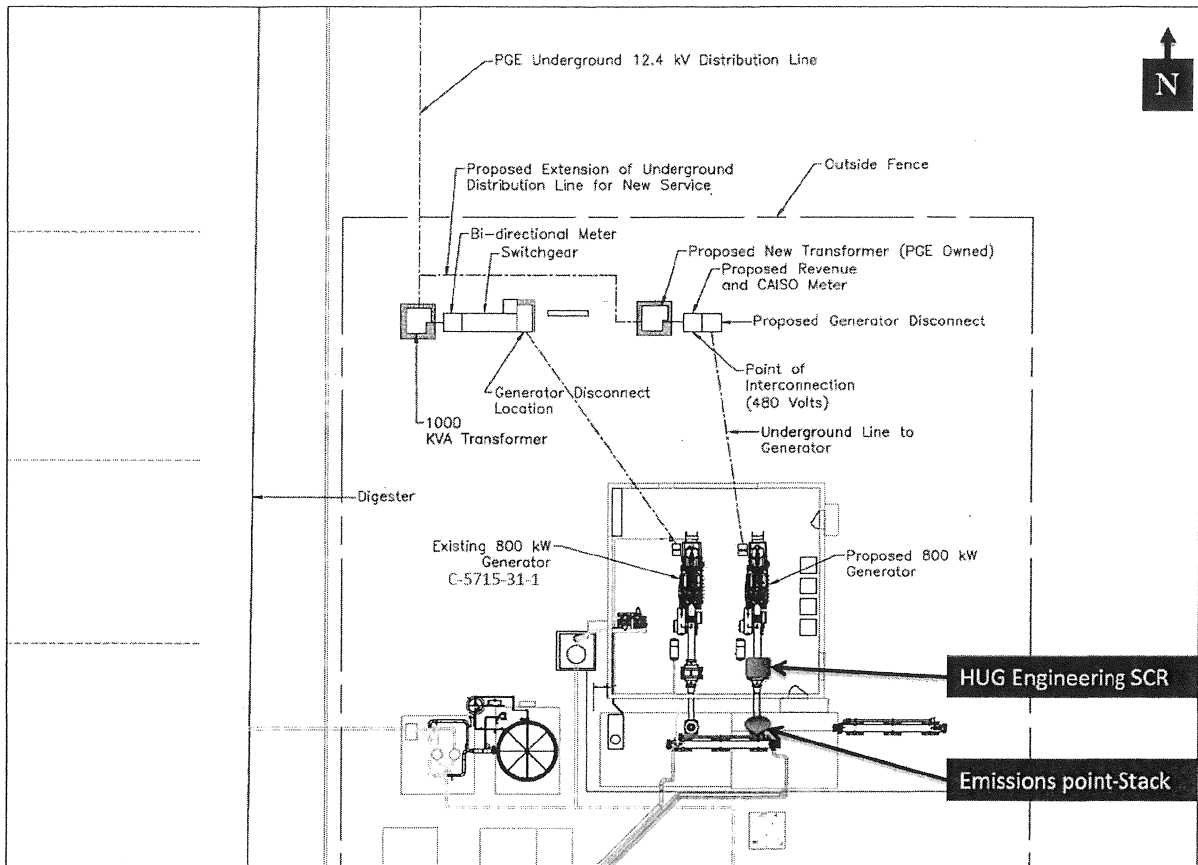 PGE Underground 12.4 kV Distribution Line
N
Proposed Extension of Underground
Distribution Line for New Service
Outside Fence
Bi-directional Meter
Switchgear
Proposed New Transformer (PGE Owned)
Proposed Revenue
and CAISO Meter
Proposed Generator Disconnect
Generator Disconnect
Location
Point of
Interconnection
(480 Volts)
1000
KVA Transformer
Underground Line to
Generator
Digester
Existing 800 kW
Generator
C-5715-31-1
Proposed 800 kW
Generator
HUG Engineering SCR
Emissions point-Stack